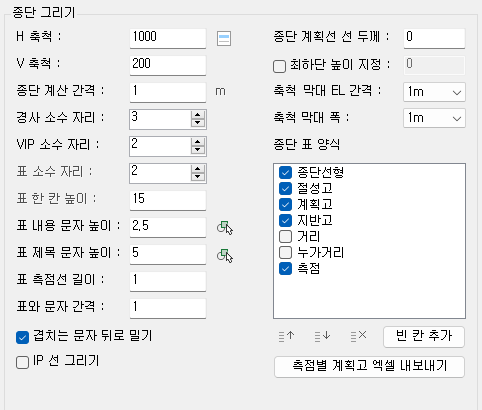 종단 그리기
H 축척 : 1000
V 축척 : 200
종단 계산 간격 : 1 m
경사 소수 자리 : 3
VIP 소수 자리 : 2
표 소수 자리 : 2
표 한 칸 높이 : 15
표 내용 문자 높이 : 2,5
표 제목 문자 높이 : 5
표 측점선 길이 : 1
표와 문자 간격 : 1
겹치는 문자 뒤로 밀기
IP 선 그리기
종단 계획선 선 두께 : 0
최하단 높이 지정 : 0
축척 막대 EL 간격 : 1m
축척 막대 폭 : 1m
종단 표 양식
종단선형
절성고
계획고
지반고
거리
누가거리
측점
빈 칸 추가
측점별 계획고 엑셀 내보내기